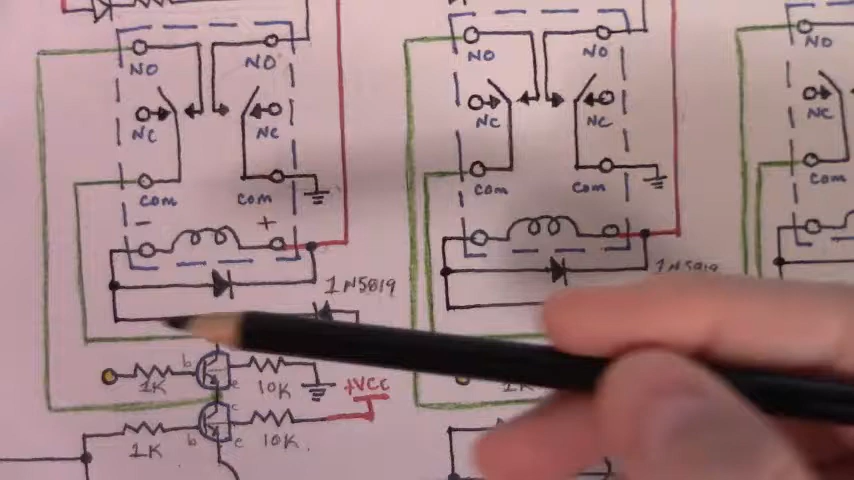 NO NO
NC NC
COM COM
- +
1N5819
b
1K e 10K +VCC
c
1K b e 10K
NO NO
NC NC
COM COM
1N5819
1K
NO
NC
COM